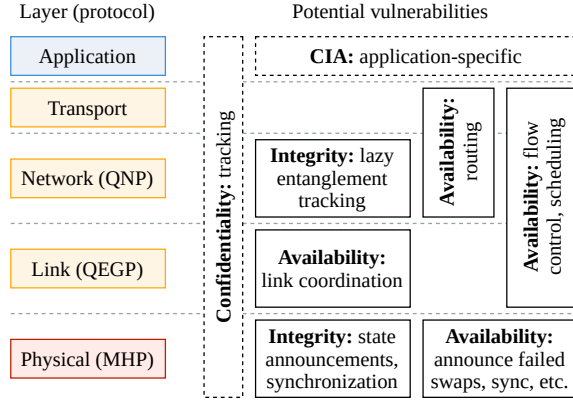 Layer (protocol)
Potential vulnerabilities
Application
CIA: application-specific
Transport
Network (QNP)
Link (QEGP)
Physical (MHP)
Confidentiality: tracking
Integrity: lazy
entanglement
tracking
Availability:
routing
Availability: flow
control, scheduling
Availability:
link coordination
Integrity: state
announcements,
synchronization
Availability:
announce failed
swaps, sync, etc.